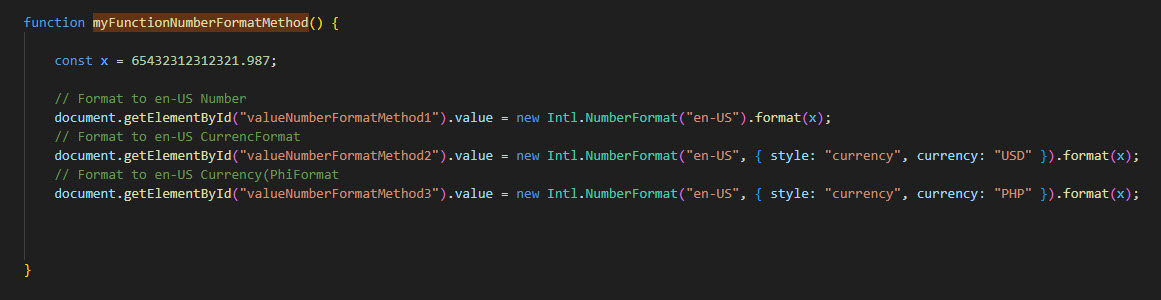 function myFunctionNumberFormatMethod() {
const x = 65432312312321.987;
// Format to en-US Number
document.getElementById("valueNumberFormatMethod1").value = new Intl.NumberFormat("en-US").format(x);
// Format to en-US CurrencFormat
document.getElementById("valueNumberFormatMethod2").value = new Intl.NumberFormat("en-US", { style: "currency", currency: "USD" }).format(x);
// Format to en-US Currency(PhiFormat
document.getElementById("valueNumberFormatMethod3").value = new Intl.NumberFormat("en-US", { style: "currency", currency: "PHP" }).format(x);
}